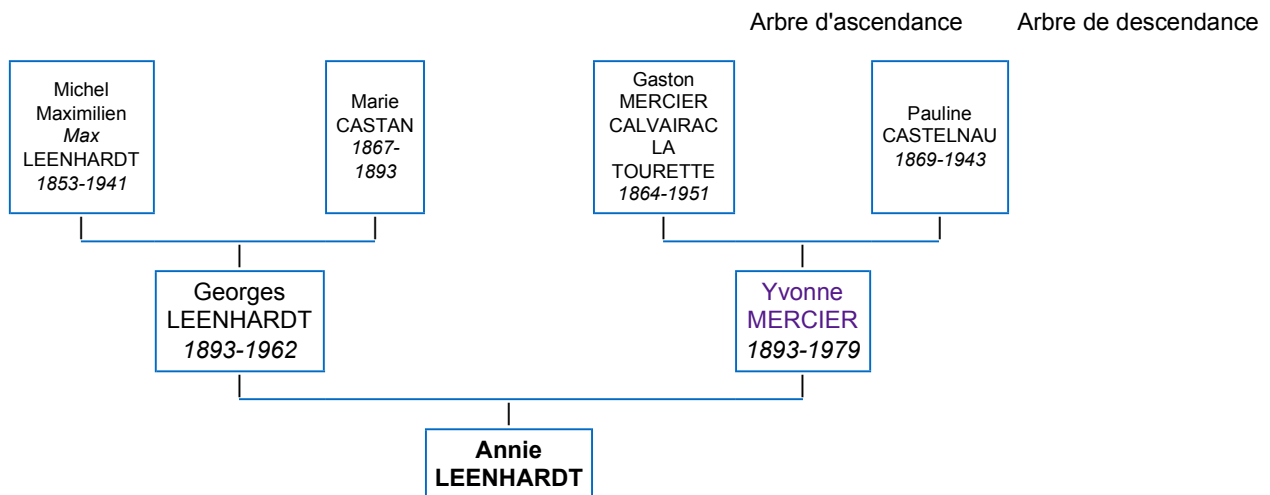 Arbre d'ascendance Arbre de descendance
Michel
Maximilien
Max
LEENHARDT
1853-1941
Marie
CASTAN
1867-
1893
Gaston
MERCIER
CALVAIRAC
LA
TOURETTE
1864-1951
Pauline
CASTELNAU
1869-1943
Georges
LEENHARDT
1893-1962
Yvonne
MERCIER
1893-1979
Annie
LEENHARDT